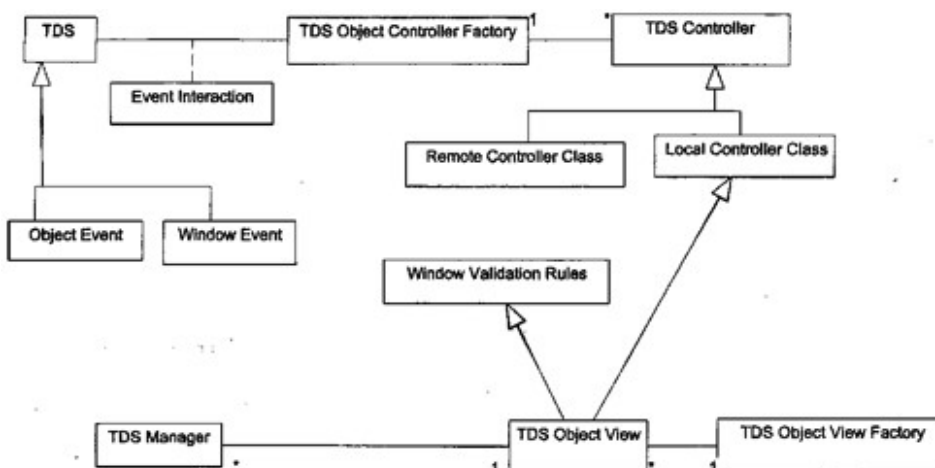 TDS
TDS Object Controller Factory
1
*
TDS Controller
Event Interaction
Remote Controller Class
Local Controller Class
Object Event
Window Event
Window Validation Rules
TDS Manager
*
1
TDS Object View
*
1
TDS Object View Factory